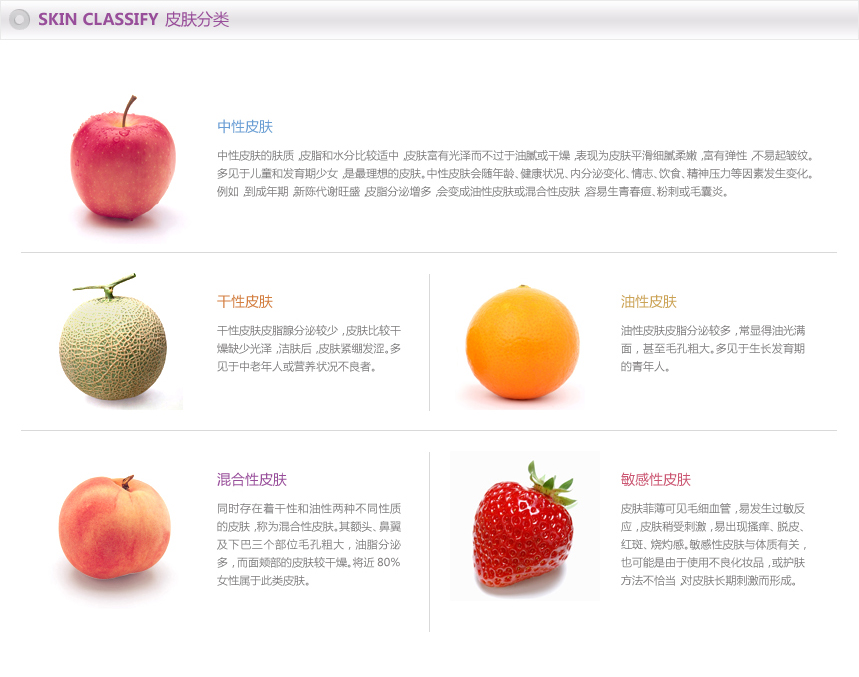 SKIN CLASSIFY 皮肤分类
中性皮肤
中性皮肤的肤质,皮脂和水分比较适中,皮肤富有光泽而不过于油腻或干燥,表现为皮肤平滑细腻柔嫩,富有弹性,不易起皱纹。
多见于儿童和发育期少女,是最理想的皮肤。中性皮肤会随年龄、健康状况、内分泌变化、情志、饮食、精神压力等因素发生变化。
例如,到成年期,新陈代谢旺盛,皮脂分泌增多,会变成油性皮肤或混合性皮肤,容易生青春痘、粉刺或毛囊炎。
干性皮肤
干性皮肤皮脂腺分泌较少,皮肤比较干
燥缺少光泽,洁肤后,皮肤紧绷发涩。多
见于中老年人或营养状况不良者。
油性皮肤
油性皮肤皮脂分泌较多,常显得油光满
面,甚至毛孔粗大。多见于生长发育期
的青年人。
混合性皮肤
同时存在着干性和油性两种不同性质
的皮肤,称为混合性皮肤。其额头、鼻翼
及下巴三个部位毛孔粗大,油脂分泌
多,而面颊部的皮肤较干燥。将近 80%
女性属于此类皮肤。
敏感性皮肤
皮肤菲薄可见毛细血管,易发生过敏反
应,皮肤稍受刺激,易出现搔痒、脱皮、
红斑、烧灼感。敏感性皮肤与体质有关,
也可能是由于使用不良化妆品,或护肤
方法不恰当,对皮肤长期刺激而形成。